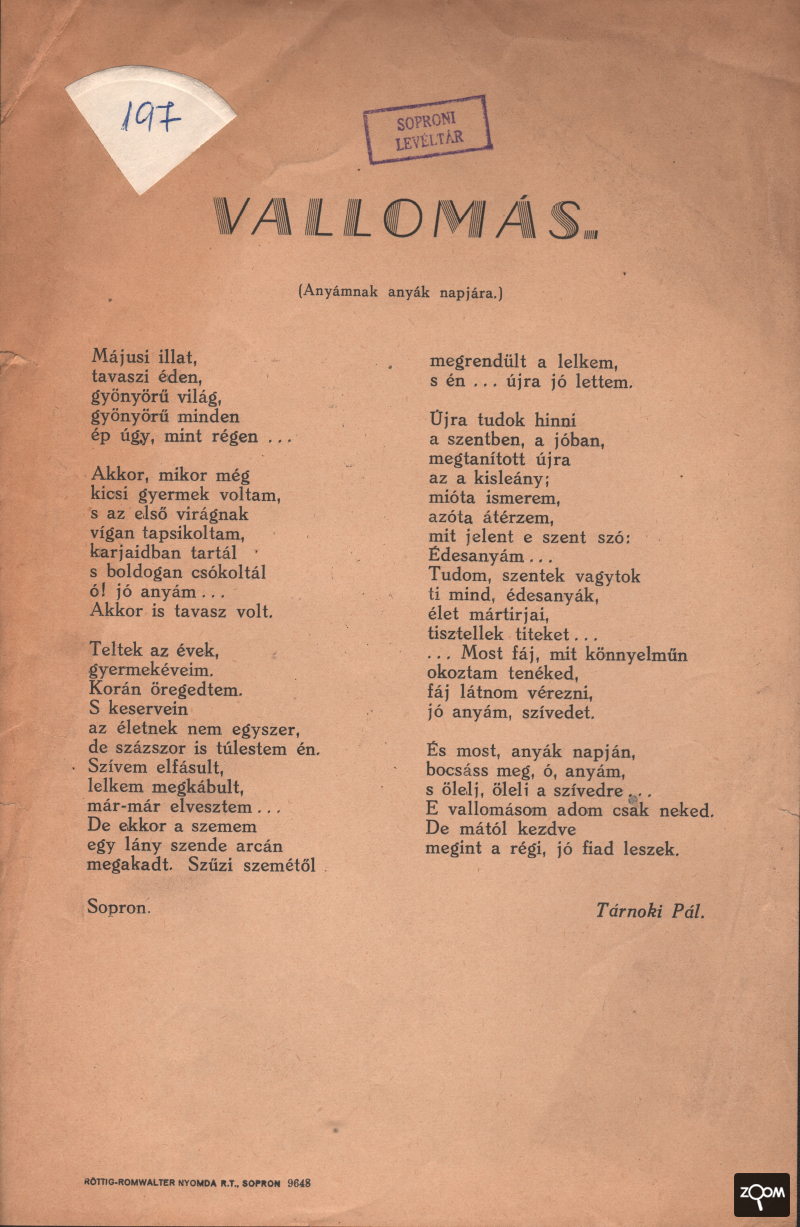 197
SOPRONI
LEVÉLTÁR
VALLOMÁS...
(Anyámnak anyák napjára.)
Májusi illat,
tavaszi éden,
gyönyörű világ,
gyönyörű minden
ép úgy, mint régen ...
Akkor, mikor még
kicsi gyermek voltam,
s az első virágnak
vígan tapsikoltam,
karjaidban tartál
s boldogan csókoltál
ó! jó anyám ...
Akkor is tavasz volt.
Teltek az évek,
gyermekéveim.
Korán öregedtem.
S keservein
az életnek nem egyszer,
de százszor is túlestem én.
Szívem elfásult,
lelkem megkábult,
már-már elvesztem ...
De ekkor a szemem
egy lány szende arcán
megakadt. Szűzi szemétől
megrendült a lelkem,
s én ... újra jó lettem.
Újra tudok hinni
a szentben, a jóban,
megtanított újra
az a kisleány;
mióta ismerem,
azóta átérzem,
mit jelent e szent szó:
Édesanyám ...
Tudom, szentek vagytok
ti mind, édesanyák,
élet mártirjai,
tisztellek titeket ...
... Most fáj, mit könnyelműn
okoztam tenéked,
fáj látnom vérezni,
jó anyám, szívedet.
És most, anyák napján,
bocsáss meg, ó, anyám,
s ölelj, ölelj a szívedre ...
E vallomásom adom csak neked.
De mától kezdve
megint a régi, jó fiad leszek.
Sopron.
Tárnoki Pál.
RÖTTIG-ROMWALTER NYOMDA R.T., SOPRON 9648
ZOOM